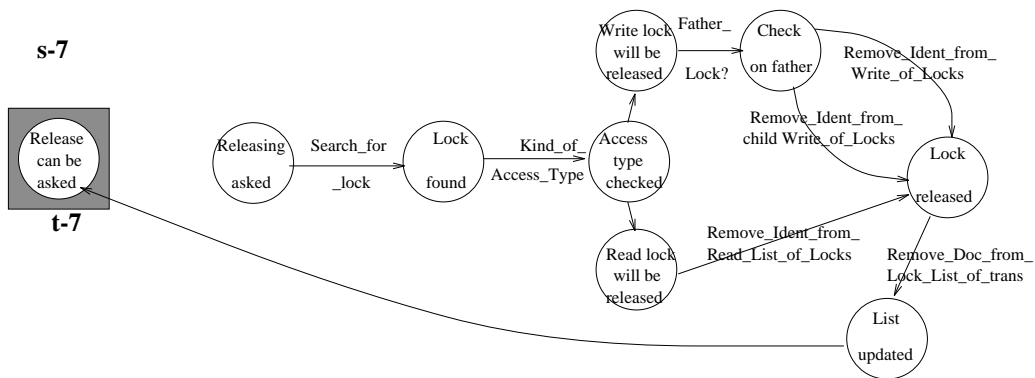 s-7
Release
can be
asked
t-7
Releasing
asked
Search_for
_lock
Lock
found
Kind_of_
Access_Type
Access
type
checked
Write lock
will be
released
Father_
Lock?
Check
on father
Remove_Ident_from_
Write_of_Locks
Remove_Ident_from_
child Write_of_Locks
Read lock
will be
released
Remove_Ident_from_
Read_List_of_Locks
Lock
released
Remove_Doc_from_
Lock_List_of_trans
List
updated